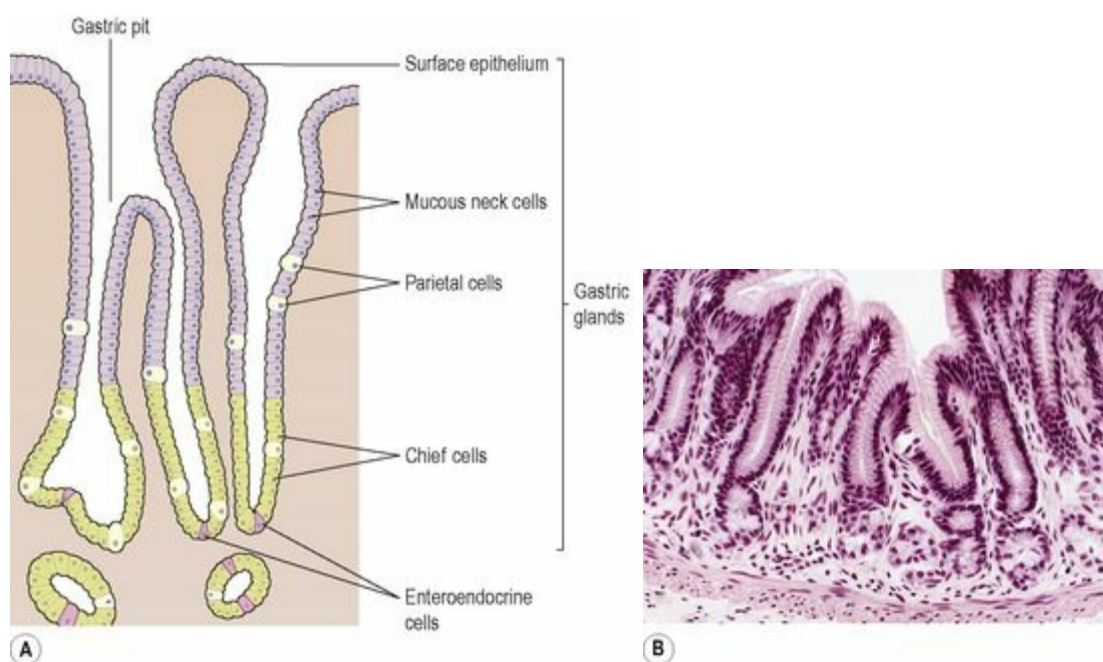 Gastric pit
Surface epithelium
Mucous neck cells
Parietal cells
Gastric
glands
Chief cells
Enteroendocrine
cells
A
B